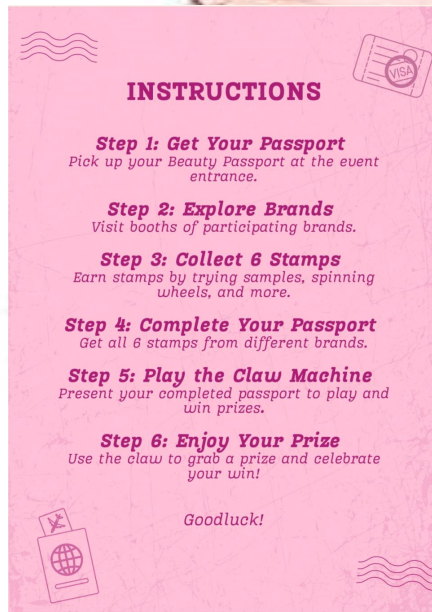 VISA
INSTRUCTIONS
Step 1: Get Your Passport
Pick up your Beauty Passport at the event
entrance.
Step 2: Explore Brands
Visit booths of participating brands.
Step 3: Collect 6 Stamps
Earn stamps by trying samples, spinning
wheels, and more.
Step 4: Complete Your Passport
Get all 6 stamps from different brands.
Step 5: Play the Claw Machine
Present your completed passport to play and
win prizes.
Step 6: Enjoy Your Prize
Use the claw to grab a prize and celebrate
your win!
Goodluck!